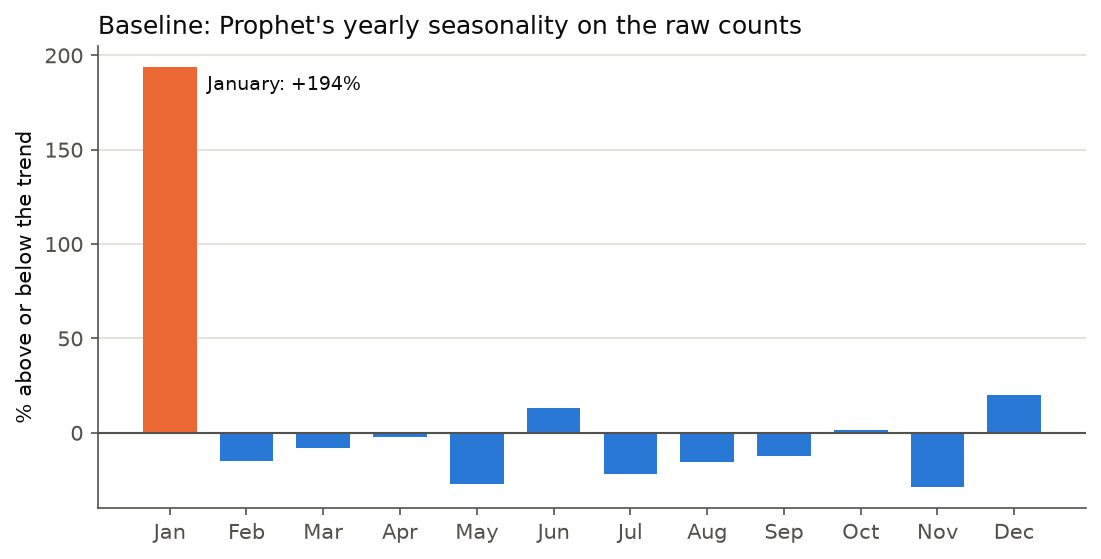 Baseline: Prophet's yearly seasonality on the raw counts
% above or below the trend
200
150
100
50
0
January: +194%
Jan Feb Mar Apr May Jun Jul Aug Sep Oct Nov Dec